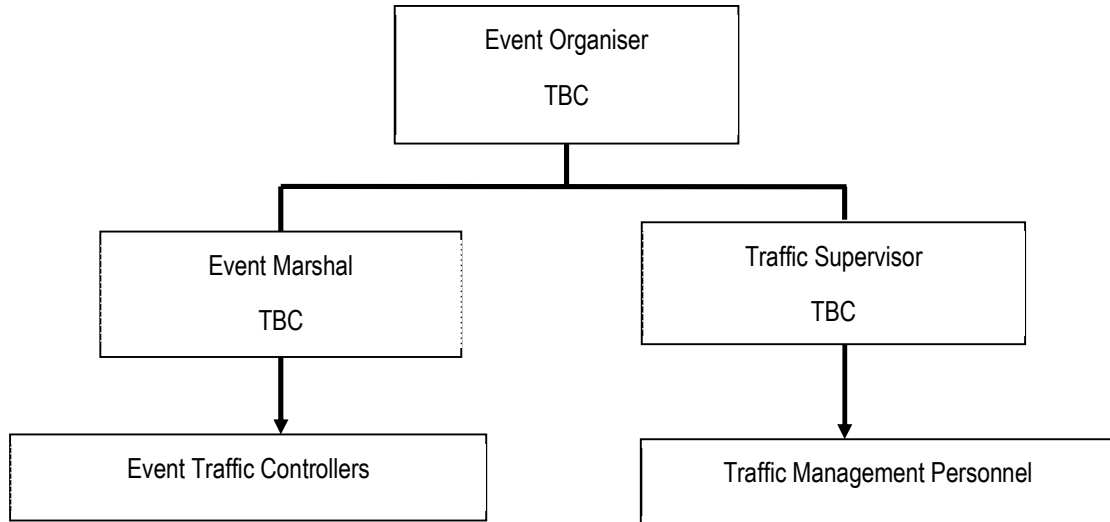 Event Organiser
TBC
Event Marshal
TBC
Traffic Supervisor
TBC
Event Traffic Controllers
Traffic Management Personnel